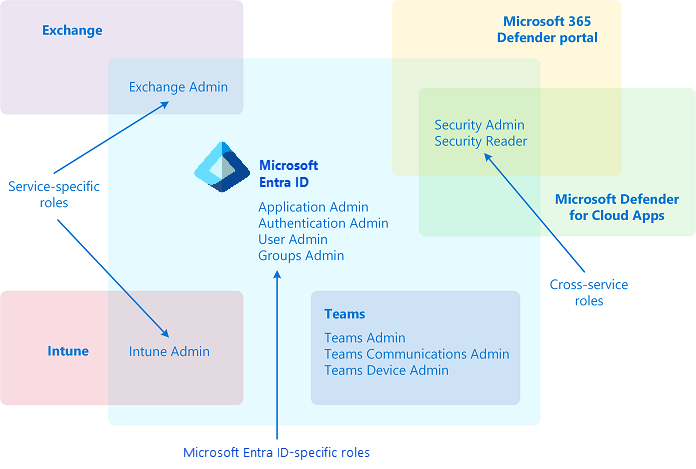 Exchange
Microsoft 365
Defender portal
Exchange Admin
Security Admin
Security Reader
Microsoft
Entra ID
Service-specific
roles
Application Admin
Authentication Admin
User Admin
Groups Admin
Microsoft Defender
for Cloud Apps
Cross-service
roles
Teams
Teams Admin
Teams Communications Admin
Teams Device Admin
Intune
Intune Admin
Microsoft Entra ID-specific roles